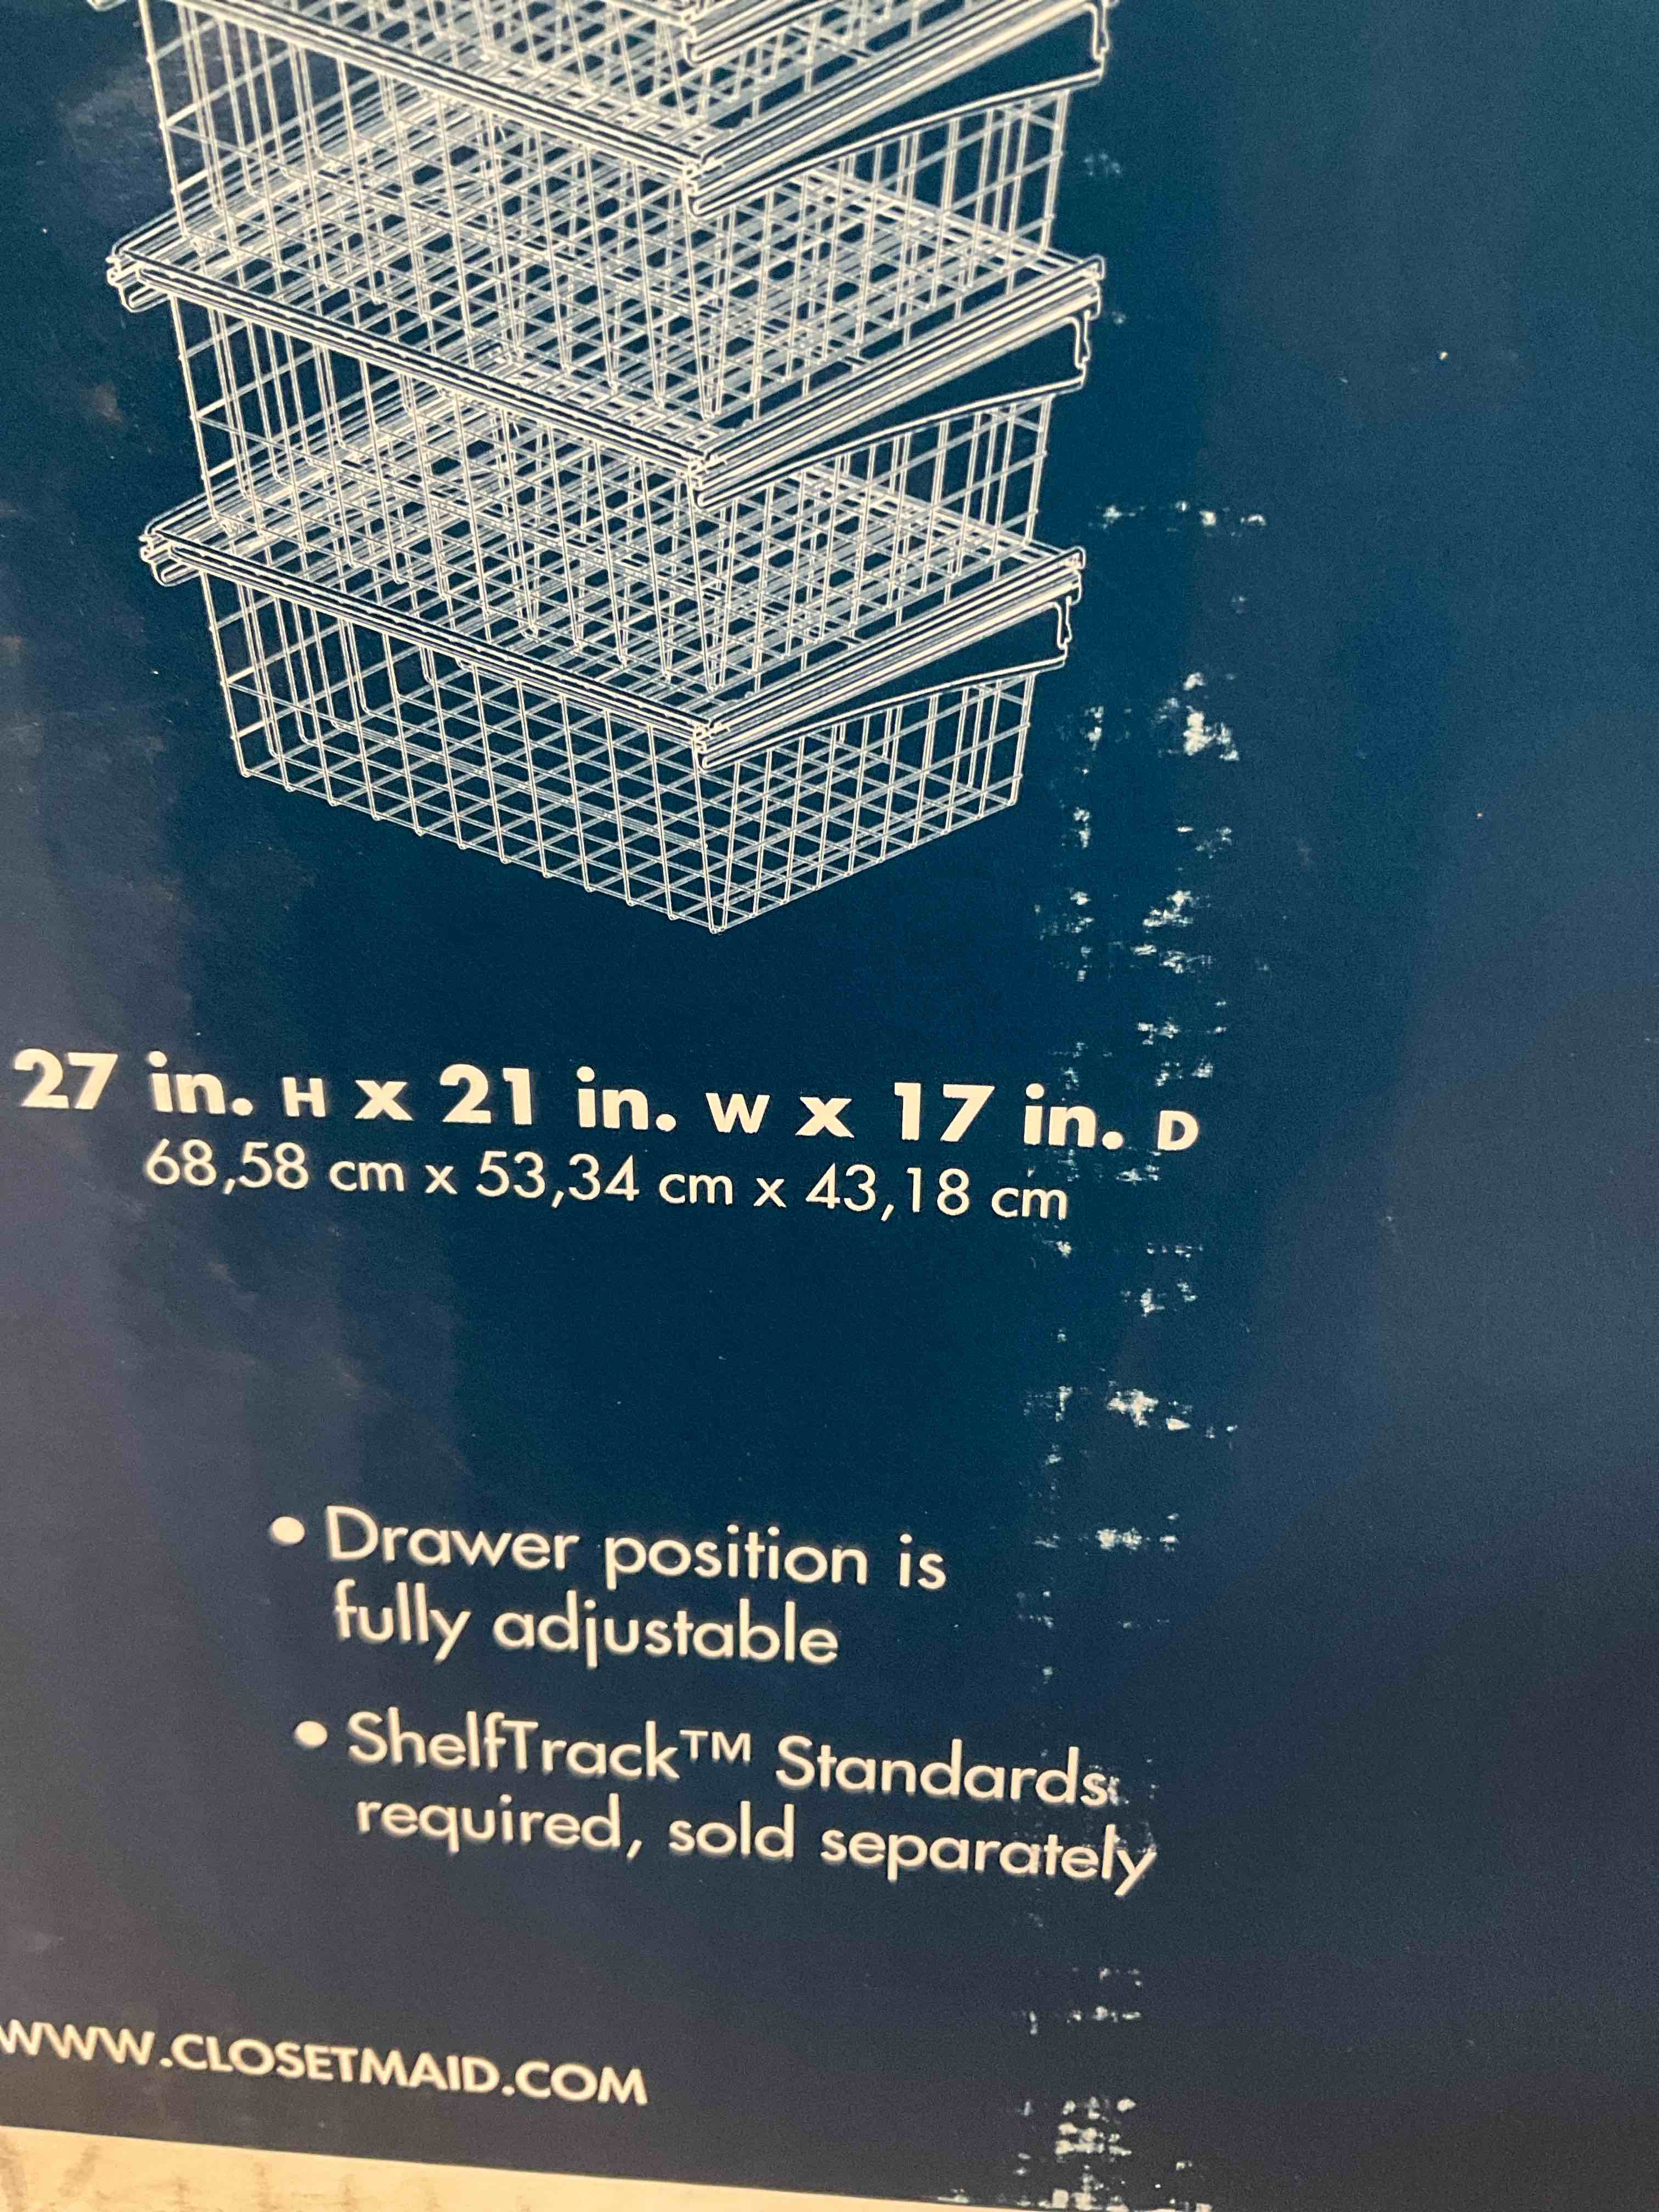 27 in. H x 21 in. W x 17 in. D
68,58 cm x 53,34 cm x 43,18 cm
• Drawer position is
fully adjustable
• ShelfTrack™ Standards
required, sold separately
WWW.CLOSETMAID.COM